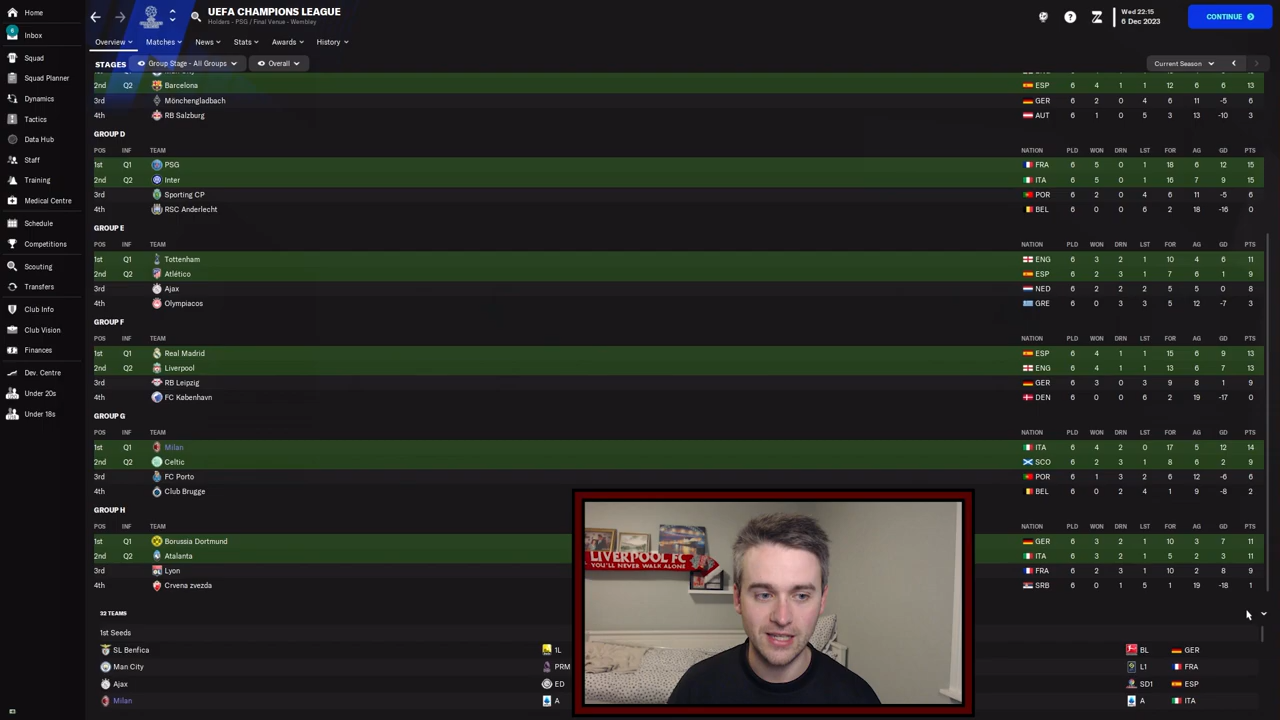 Home
Inbox
Squad
Squad Planner
Dynamics
Tactics
Data Hub
Staff
Training
Medical Centre
Schedule
Competitions
Scouting
Transfers
Club Info
Club Vision
Finances
Dev. Centre
Under 20s
Under 18s
UEFA CHAMPIONS LEAGUE
Holders - PSG / Final Venue - Wembley
Wed 22:15
6 Dec 2023
CONTINUE
Overview Matches News Stats Awards History
STAGES Group Stage - All Groups Overall Current Season
2nd Q2 Barcelona ESP 6 4 1 1 12 6 6 13
3rd Mönchengladbach GER 6 2 0 4 6 11 -5 6
4th RB Salzburg AUT 6 1 0 5 3 13 -10 3
GROUP D
POS INF TEAM NATION PLD WON DRN LST FOR AG GD PTS
1st Q1 PSG FRA 6 5 0 1 18 6 12 15
2nd Q2 Inter ITA 6 5 0 1 16 7 9 15
3rd Sporting CP POR 6 2 0 4 6 11 -5 6
4th RSC Anderlecht BEL 6 0 0 6 2 18 -16 0
GROUP E
POS INF TEAM NATION PLD WON DRN LST FOR AG GD PTS
1st Q1 Tottenham ENG 6 3 2 1 10 4 6 11
2nd Q2 Atlético ESP 6 2 3 1 7 6 1 9
3rd Ajax NED 6 2 2 2 5 5 0 8
4th Olympiacos GRE 6 0 3 3 5 12 -7 3
GROUP F
POS INF TEAM NATION PLD WON DRN LST FOR AG GD PTS
1st Q1 Real Madrid ESP 6 4 1 1 15 6 9 13
2nd Q2 Liverpool ENG 6 4 1 1 13 6 7 13
3rd RB Leipzig GER 6 3 0 3 9 8 1 9
4th FC København DEN 6 0 0 6 2 19 -17 0
GROUP G
POS INF TEAM NATION PLD WON DRN LST FOR AG GD PTS
1st Q1 Milan ITA 6 4 2 0 17 5 12 14
2nd Q2 Celtic SCO 6 2 3 1 8 6 2 9
3rd FC Porto POR 6 1 3 2 6 12 -6 6
4th Club Brugge BEL 6 0 2 4 1 9 -8 2
GROUP H
POS INF TEAM NATION PLD WON DRN LST FOR AG GD PTS
1st Q1 Borussia Dortmund GER 6 3 2 1 10 3 7 11
2nd Q2 Atalanta ITA 6 3 2 1 5 2 3 11
3rd Lyon FRA 6 2 3 1 10 2 8 9
4th Crvena zvezda SRB 6 0 1 5 1 19 -18 1
32 TEAMS
1st Seeds
SL Benfica 1L BL GER
Man City PRM L1 FRA
Ajax ED SD1 ESP
Milan A A ITA
LIVERPOOL FC
YOU'LL NEVER WALK ALONE